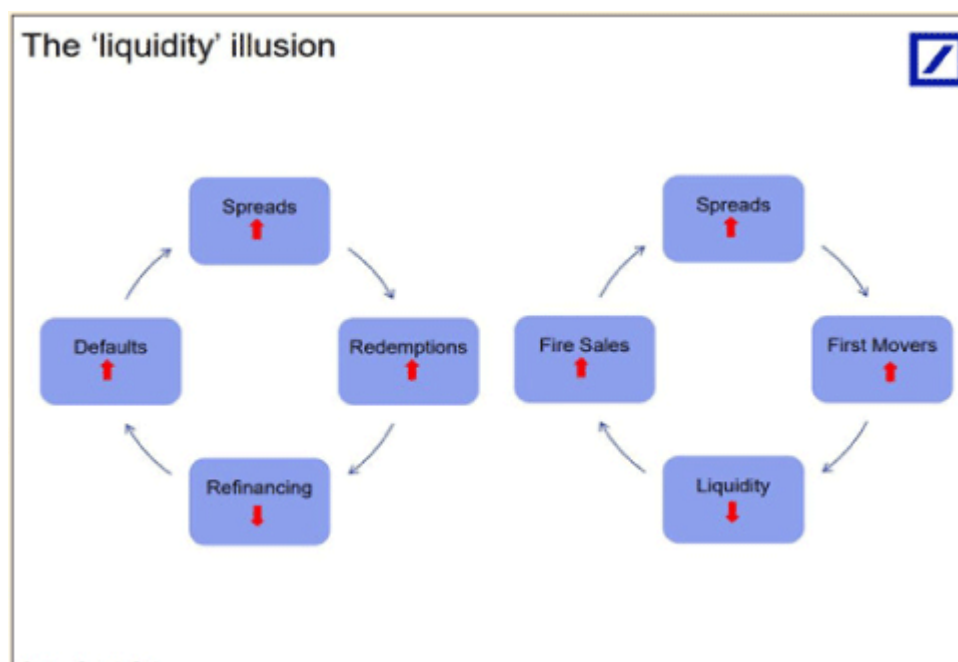 The ‘liquidity’ illusion
Spreads
Redemptions
Refinancing
Defaults
Spreads
First Movers
Liquidity
Fire Sales